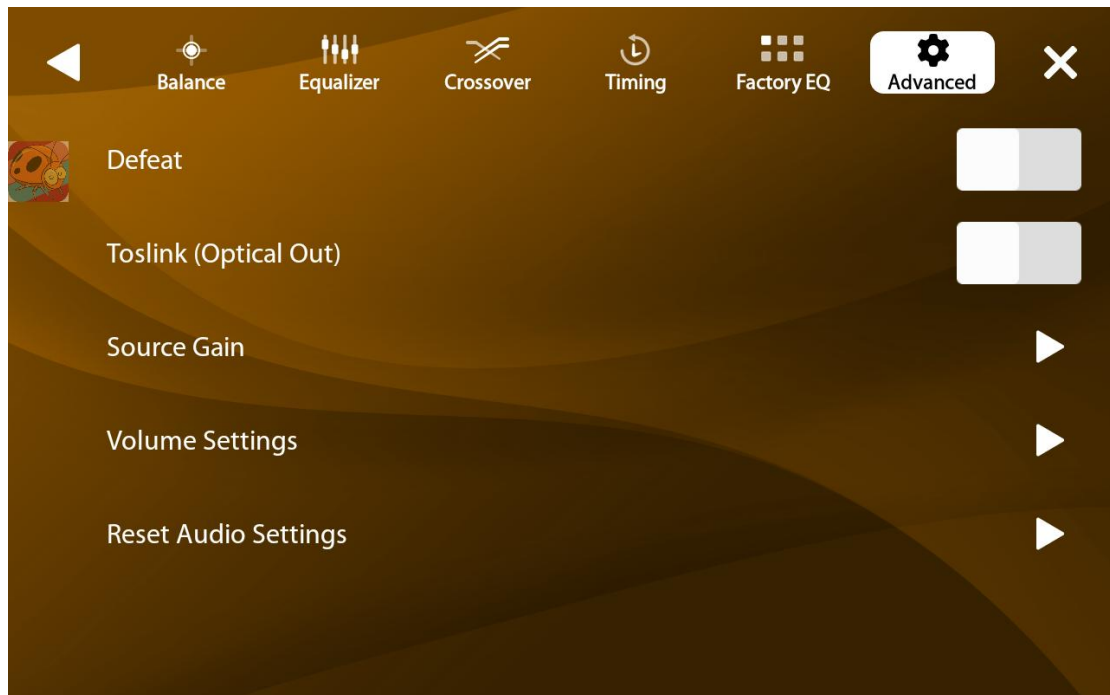 Balance
Equalizer
Crossover
Timing
Factory EQ
Advanced
Defeat
Toslink (Optical Out)
Source Gain
Volume Settings
Reset Audio Settings